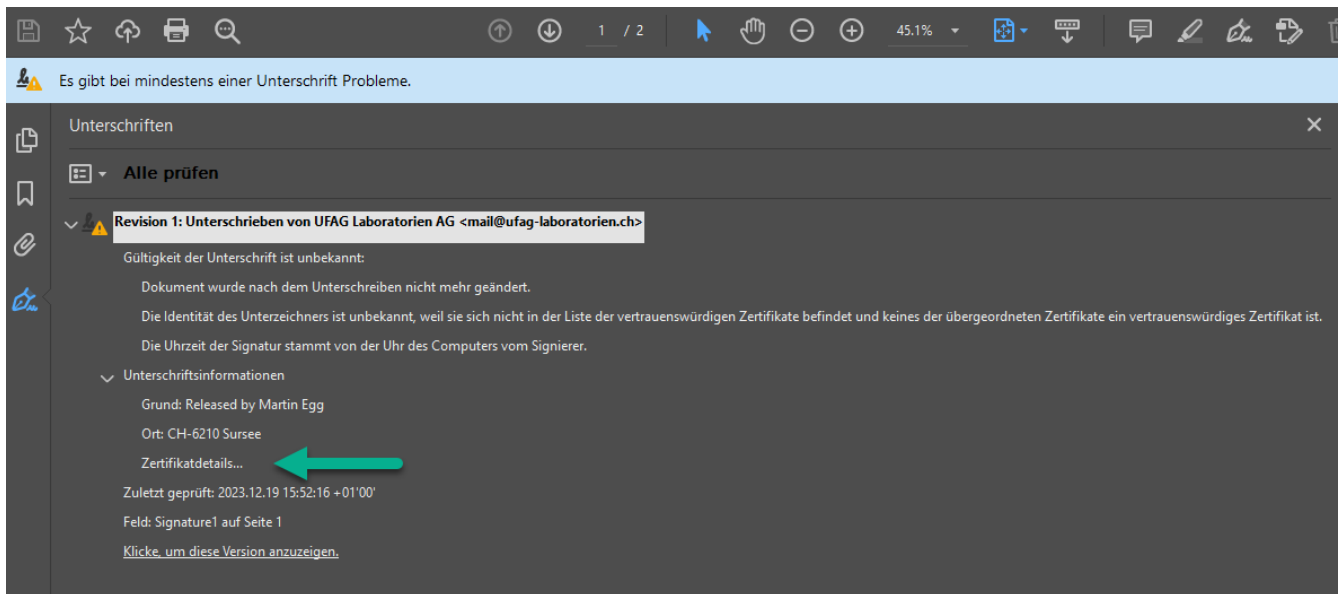 1 / 2 45.1%
Es gibt bei mindestens einer Unterschrift Probleme.
Unterschriften
Alle prüfen
Revision 1: Unterschrieben von UFAG Laboratorien AG <mail@ufag-laboratorien.ch>
Gültigkeit der Unterschrift ist unbekannt:
Dokument wurde nach dem Unterschreiben nicht mehr geändert.
Die Identität des Unterzeichners ist unbekannt, weil sie sich nicht in der Liste der vertrauenswürdigen Zertifikate befindet und keines der übergeordneten Zertifikate ein vertrauenswürdiges Zertifikat ist.
Die Uhrzeit der Signatur stammt von der Uhr des Computers vom Signierer.
Unterschriftsinformationen
Grund: Released by Martin Egg
Ort: CH-6210 Sursee
Zertifikatdetails...
Zuletzt geprüft: 2023.12.19 15:52:16 +01'00'
Feld: Signature1 auf Seite 1
Klicke, um diese Version anzuzeigen.